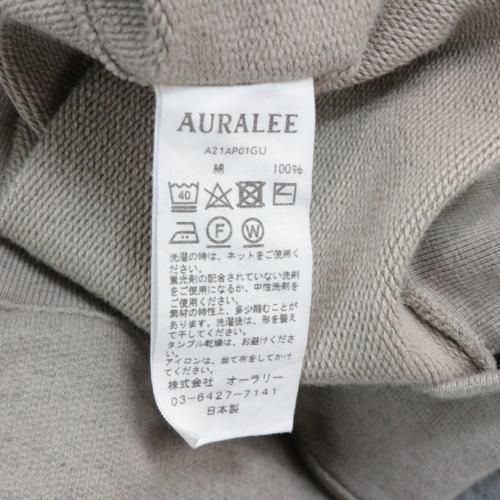 AURALEE
A21AP01GU
綿 100%
40
F W
洗濯の時は、ネットをご使用く
ださい。
蛍光剤の配合されていない洗剤
をご使用になるか、中性洗剤を
ご使用ください。
素材の特性上、多少縮むことが
あります。洗濯後は、形を整え
て干してください。
タンブル乾燥は、お避けくださ
い。
アイロンは、当て布をしてかけ
てください。
株式会社 オーラリー
03-6427-7141
日本製